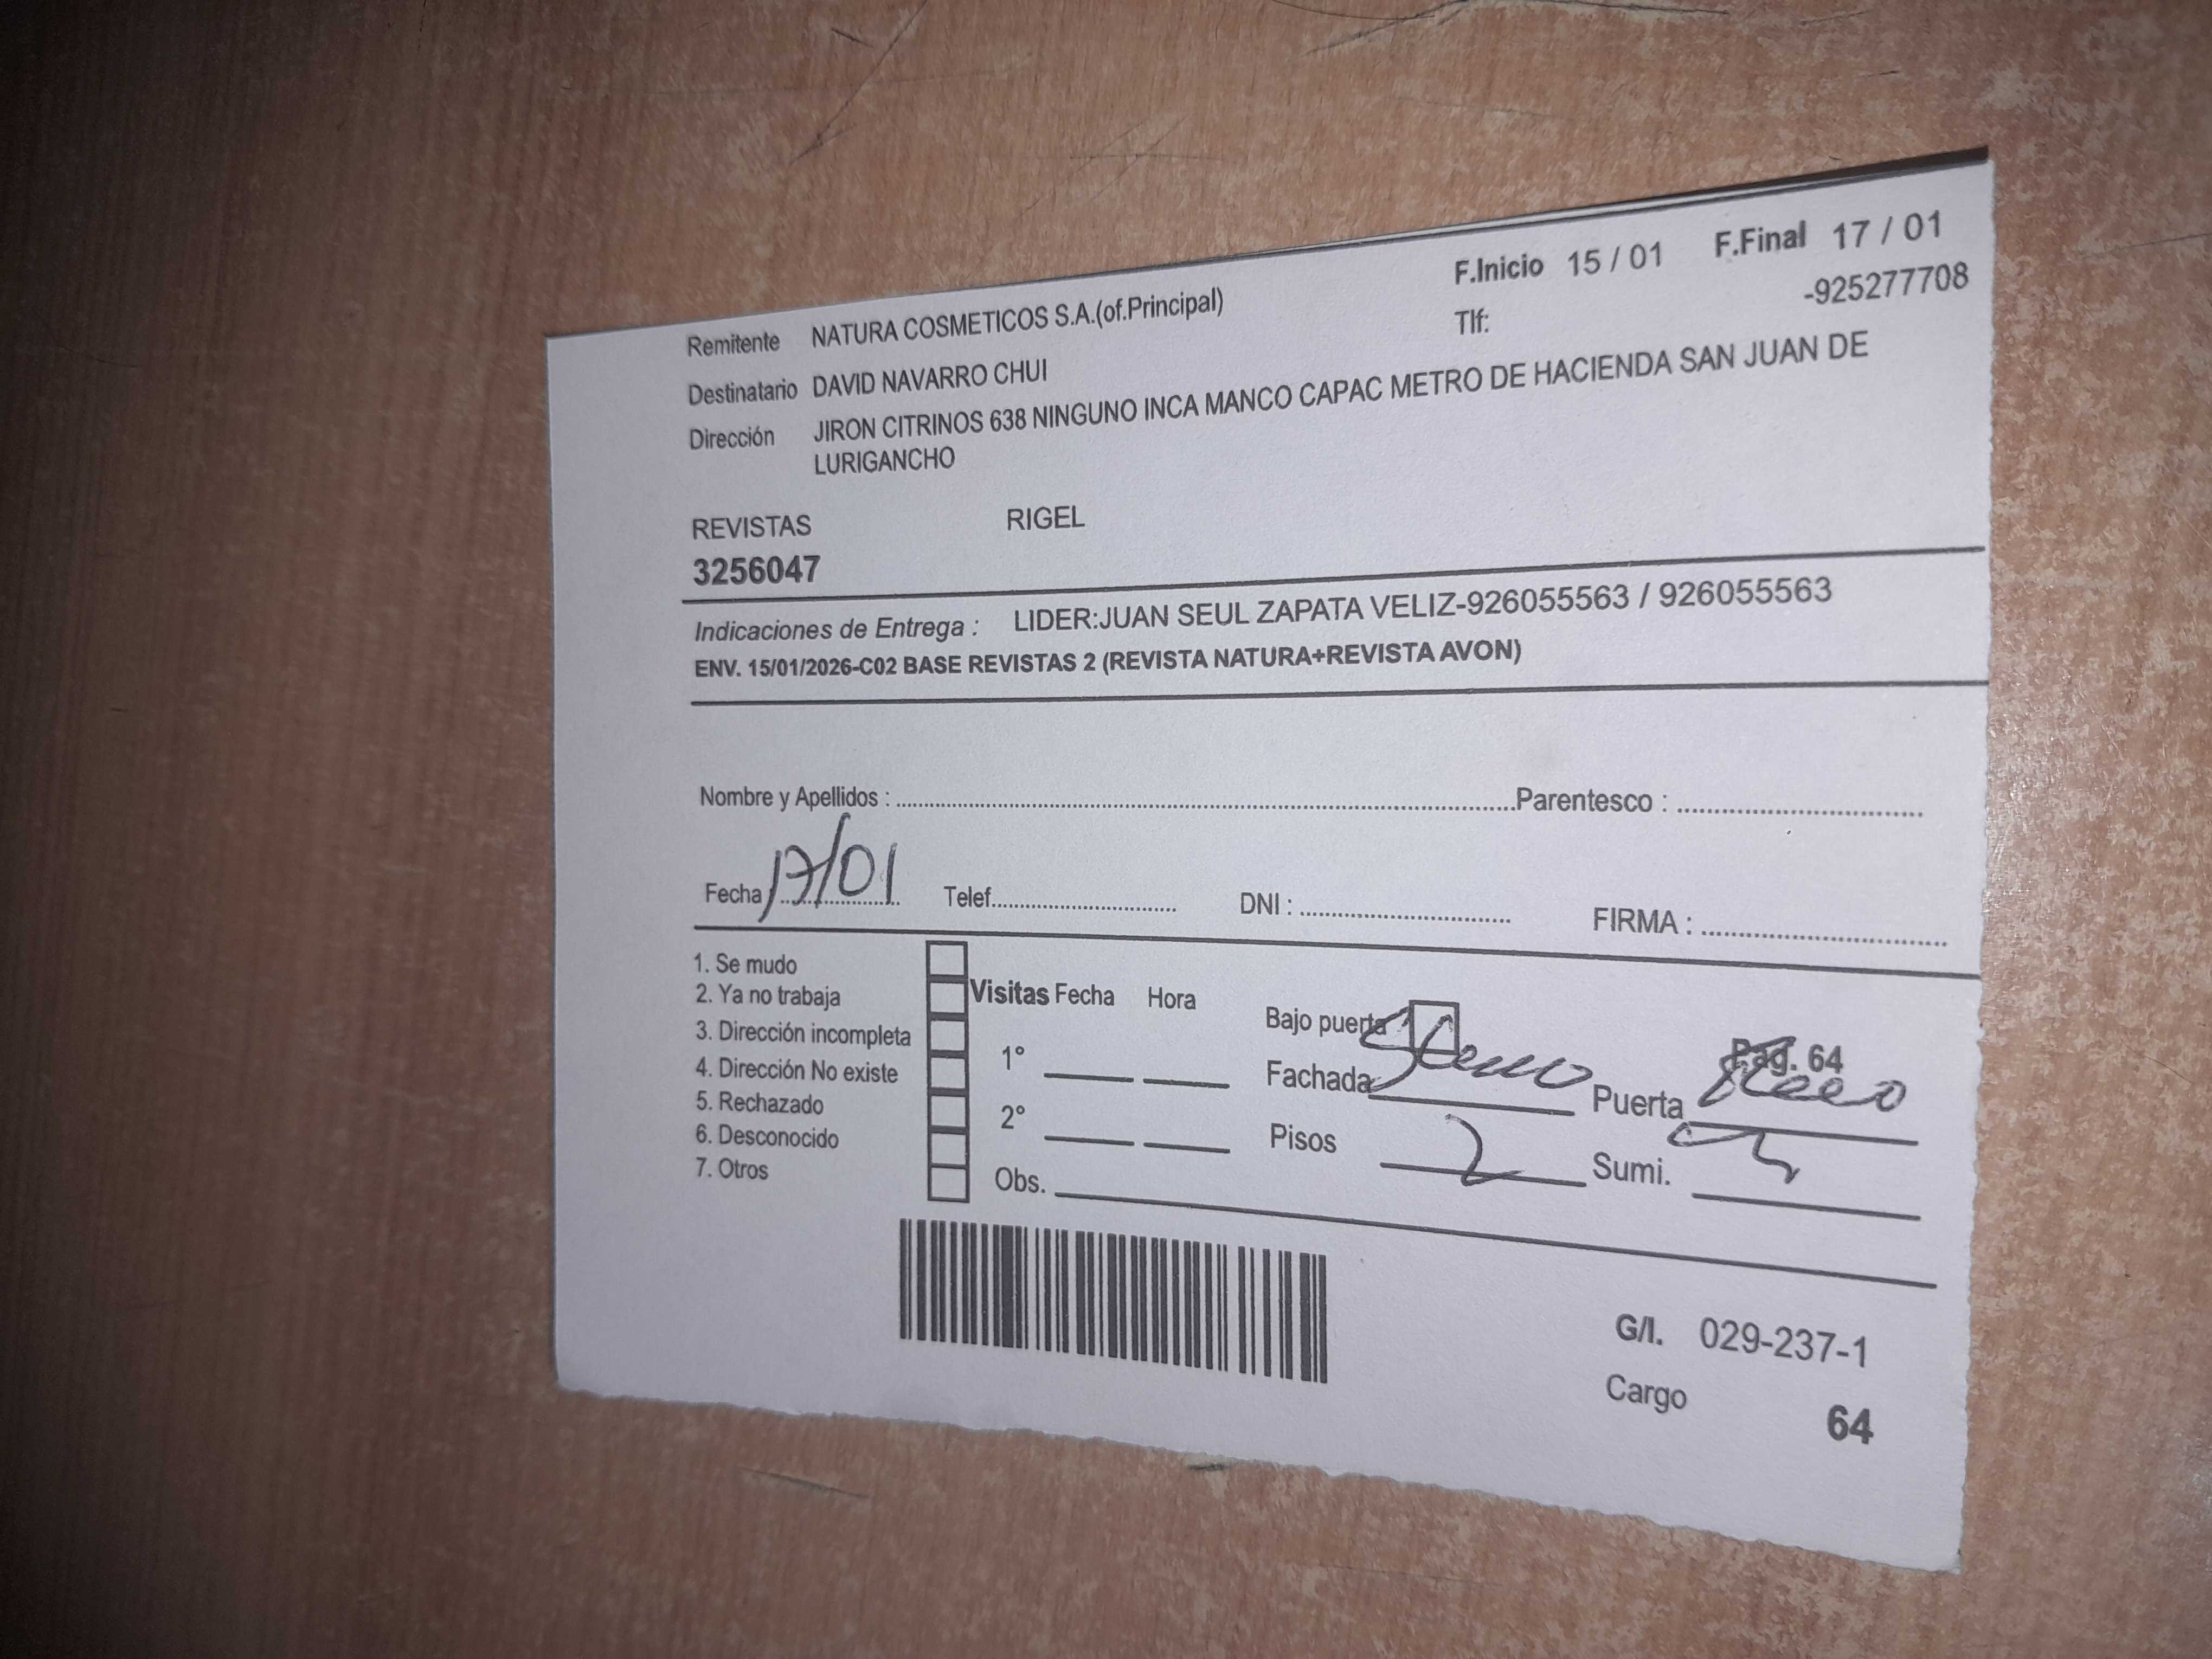 F.Inicio 15 / 01 F.Final 17 / 01
Remitente NATURA COSMETICOS S.A.(of.Principal) Tlf: -925277708
Destinatario DAVID NAVARRO CHUI
Dirección JIRON CITRINOS 638 NINGUNO INCA MANCO CAPAC METRO DE HACIENDA SAN JUAN DE
LURIGANCHO
REVISTAS RIGEL
3256047
Indicaciones de Entrega : LIDER:JUAN SEUL ZAPATA VELIZ-926055563 / 926055563
ENV. 15/01/2026-C02 BASE REVISTAS 2 (REVISTA NATURA+REVISTA AVON)
Nombre y Apellidos : Parentesco :
Fecha 17/01 Telef. DNI : FIRMA :
1. Se mudo
2. Ya no trabaja
3. Dirección incompleta
4. Dirección No existe
5. Rechazado
6. Desconocido
7. Otros
Visitas Fecha Hora
1°
2°
Obs.
Bajo puerta
Pag. 64
Fachada Puerta
Pisos 2 Sumi.
G/I. 029-237-1
Cargo 64